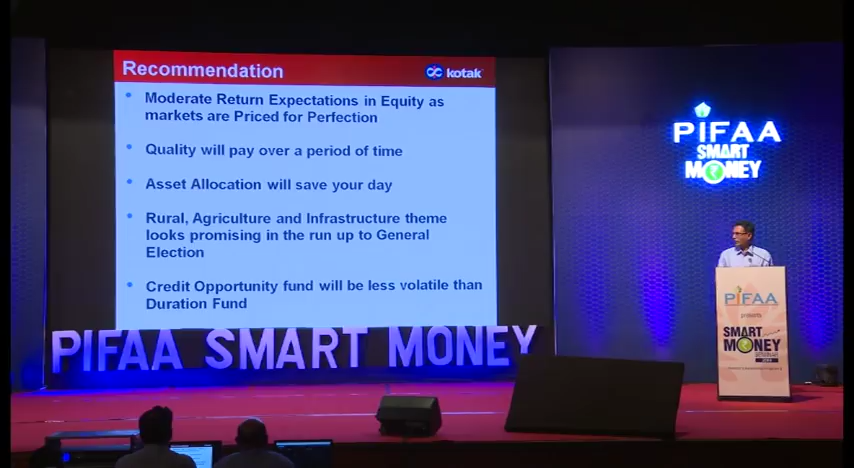 Recommendation
kotak
Moderate Return Expectations in Equity as
markets are Priced for Perfection
Quality will pay over a period of time
Asset Allocation will save your day
Rural, Agriculture and Infrastructure theme
looks promising in the run up to General
Election
Credit Opportunity fund will be less volatile than
Duration Fund
PIFAA SMART MONEY
PIFAA
SMART
MONEY
PIFAA
presents
SMART
MONEY